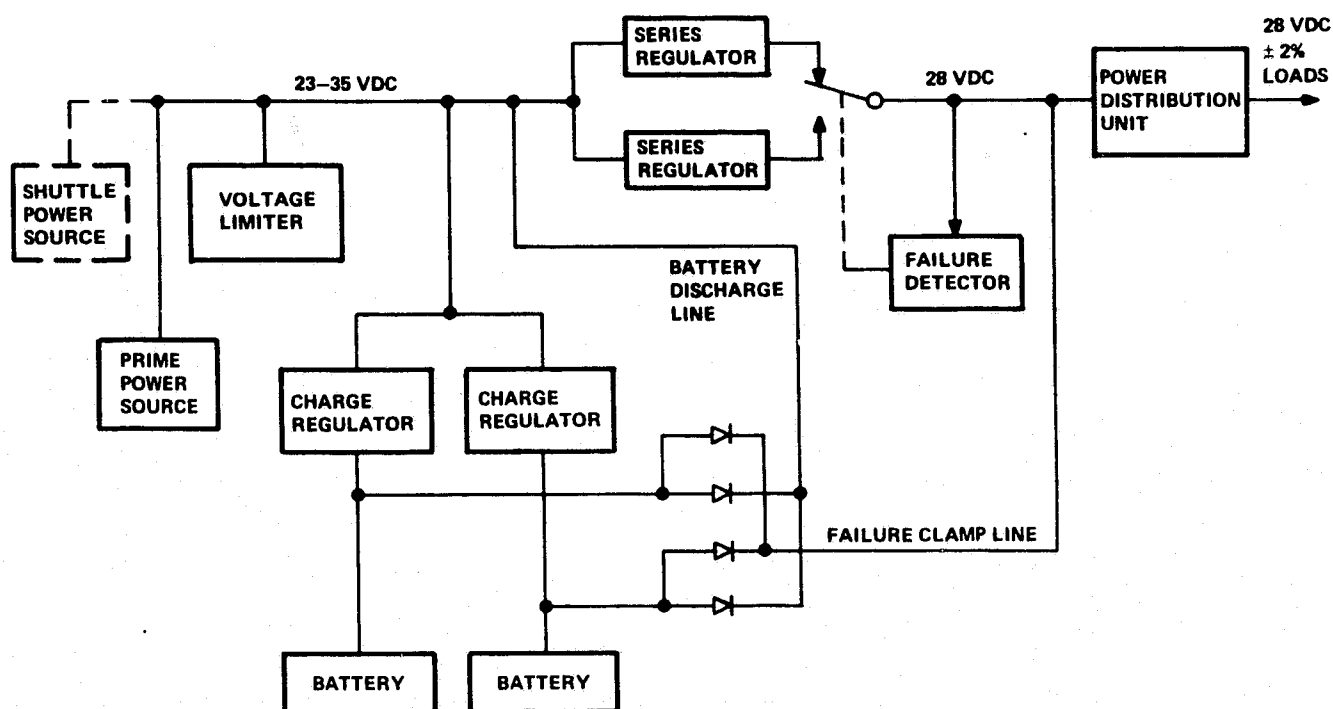 28 VDC
± 2%
LOADS
SERIES
REGULATOR
23–35 VDC
28 VDC
POWER
DISTRIBUTION
UNIT
SERIES
REGULATOR
SHUTTLE
POWER
SOURCE
VOLTAGE
LIMITER
BATTERY
DISCHARGE
LINE
FAILURE
DETECTOR
PRIME
POWER
SOURCE
CHARGE
REGULATOR
CHARGE
REGULATOR
FAILURE CLAMP LINE
BATTERY
BATTERY